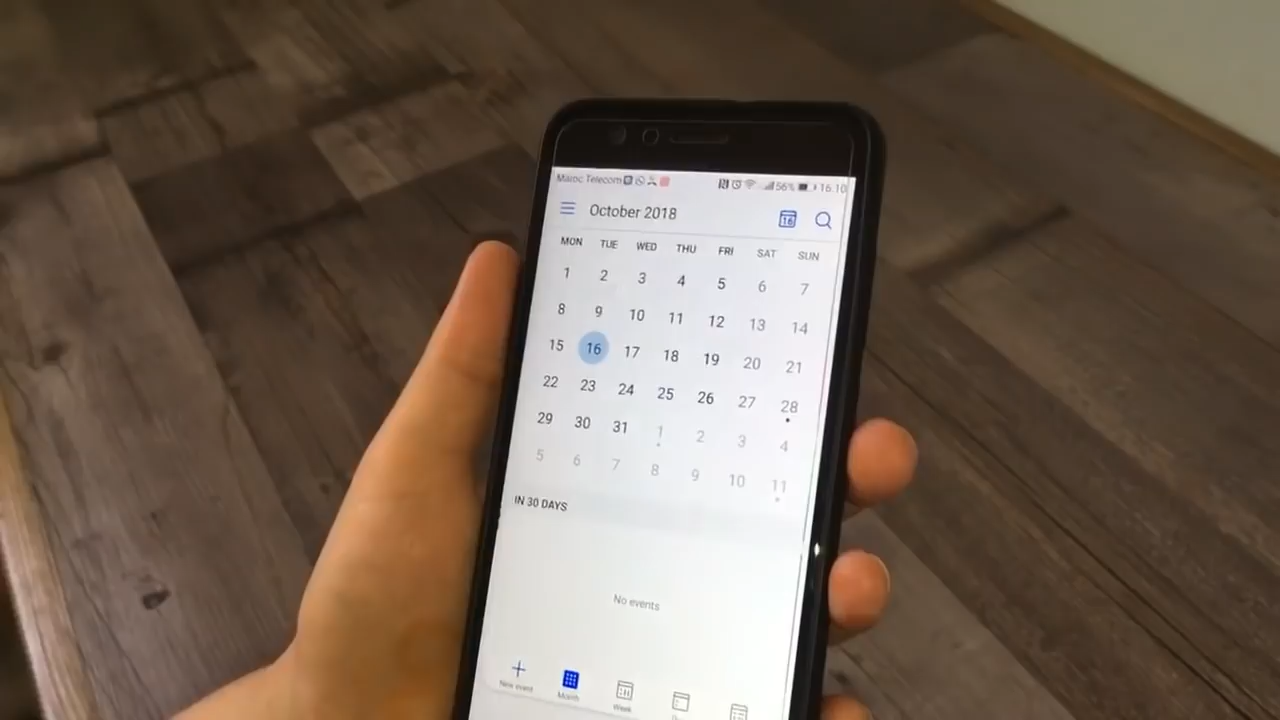 Maroc Telecom 56% 16.10
October 2018 16
MON TUE WED THU FRI SAT SUN
1 2 3 4 5 6 7
8 9 10 11 12 13 14
15 16 17 18 19 20 21
22 23 24 25 26 27 28
29 30 31 1 2 3 4
5 6 7 8 9 10 11
IN 30 DAYS
No events
New event Month Week